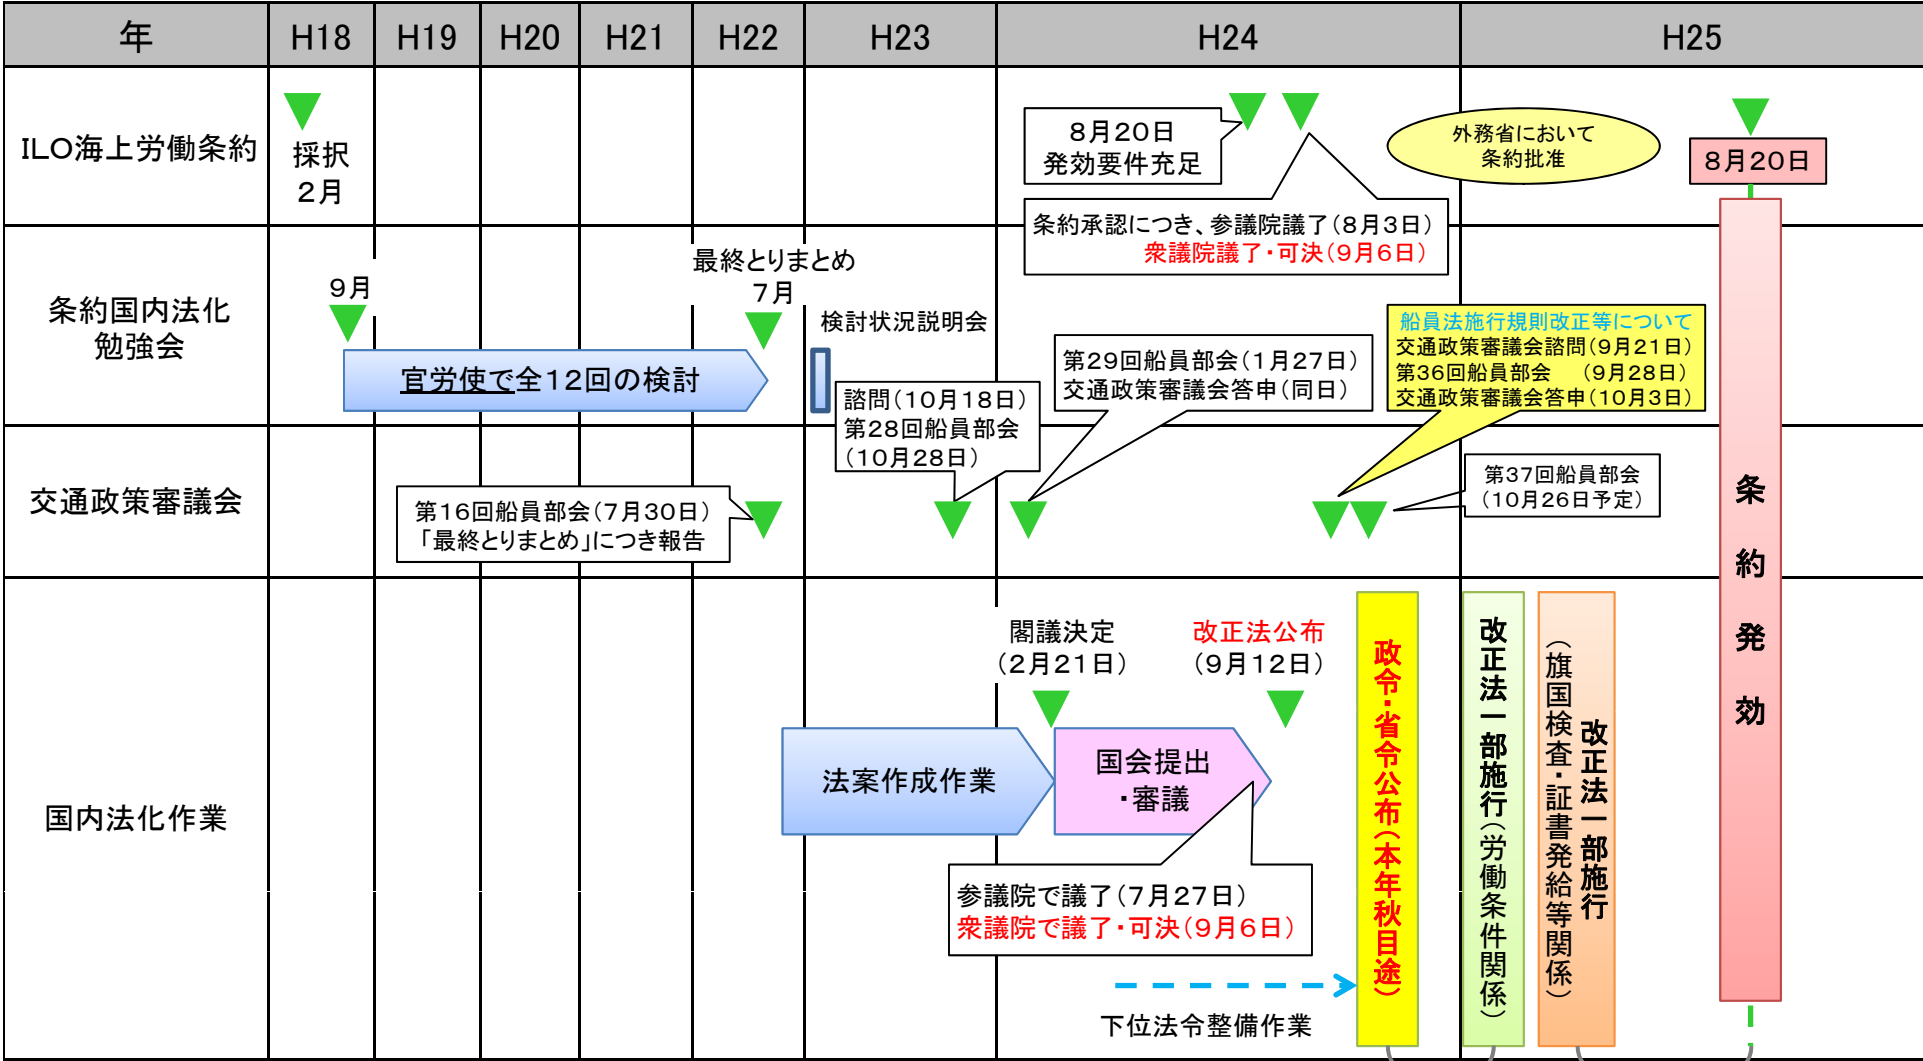 年 H18 H19 H20 H21 H22 H23 H24 H25
ILO海上労働条約
採択
2月
8月20日
発効要件充足
条約承認につき、参議院議了(8月3日)
衆議院議了・可決(9月6日)
外務省において
条約批准
8月20日
条約発効
条約国内法化
勉強会
9月
最終とりまとめ
7月
官労使で全12回の検討
検討状況説明会
諮問(10月18日)
第28回船員部会
(10月28日)
第29回船員部会(1月27日)
交通政策審議会答申(同日)
船員法施行規則改正等について
交通政策審議会諮問(9月21日)
第36回船員部会 (9月28日)
交通政策審議会答申(10月3日)
交通政策審議会
第16回船員部会(7月30日)
「最終とりまとめ」につき報告
第37回船員部会
(10月26日予定)
国内法化作業
閣議決定
(2月21日)
改正法公布
(9月12日)
法案作成作業
国会提出
・審議
参議院で議了(7月27日)
衆議院で議了・可決(9月6日)
下位法令整備作業
政令・省令公布(本年秋目途)
改正法一部施行(労働条件関係)
改正法一部施行
(旗国検査・証書発給等関係)